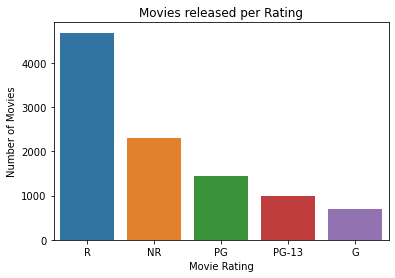 Movies released per Rating
Number of Movies
4000
3000
2000
1000
0
R NR PG PG-13 G
Movie Rating